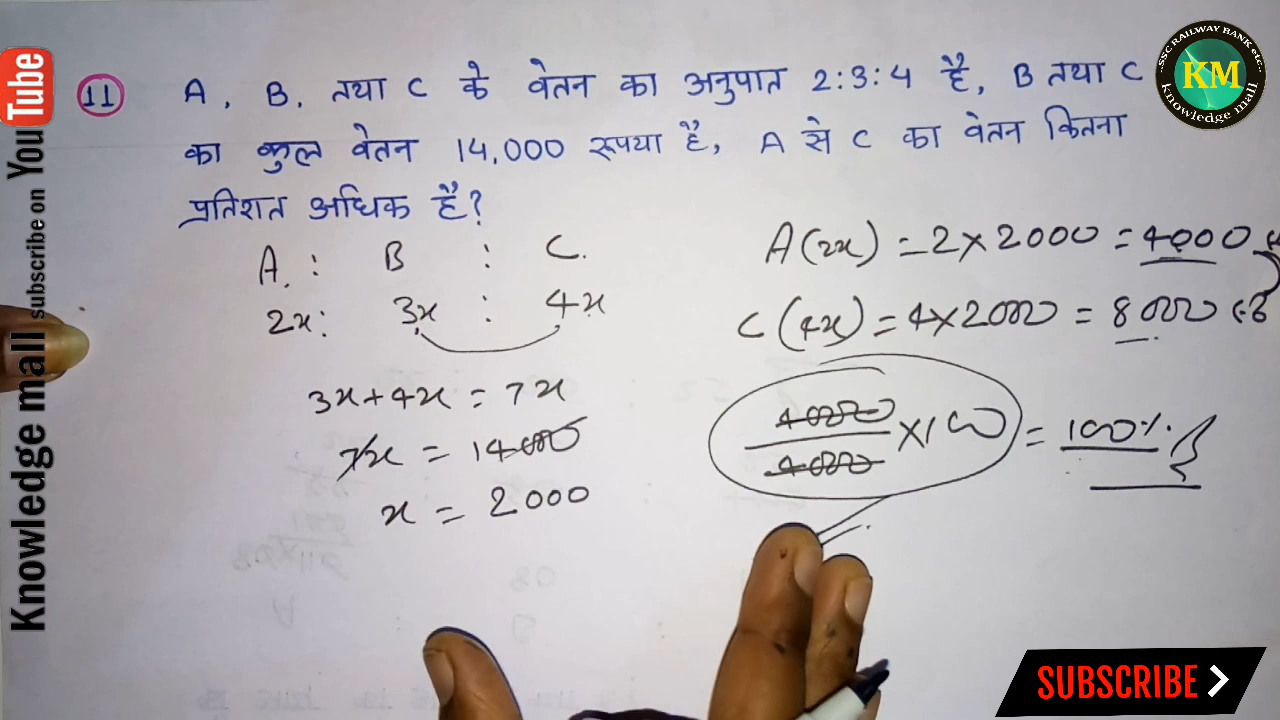 11 A, B. तथा C के वेतन का अनुपात 2:3:4 है, B तथा C
का कुल वेतन 14,000 रूपया है, A से C का वेतन कितना
प्रतिशत अधिक है?
A. : B : C.
2x: 3x : 4x
3x+4x = 7x
7x = 14000
x = 2000
A(2x) = 2×2000 = 4000
C(4x) = 4×2000 = 8000
4000
4000 ×100 = 100%
SSC RAILWAY BANK etc.
KM
knowledge mall
Knowledge mall subscribe on YouTube
SUBSCRIBE